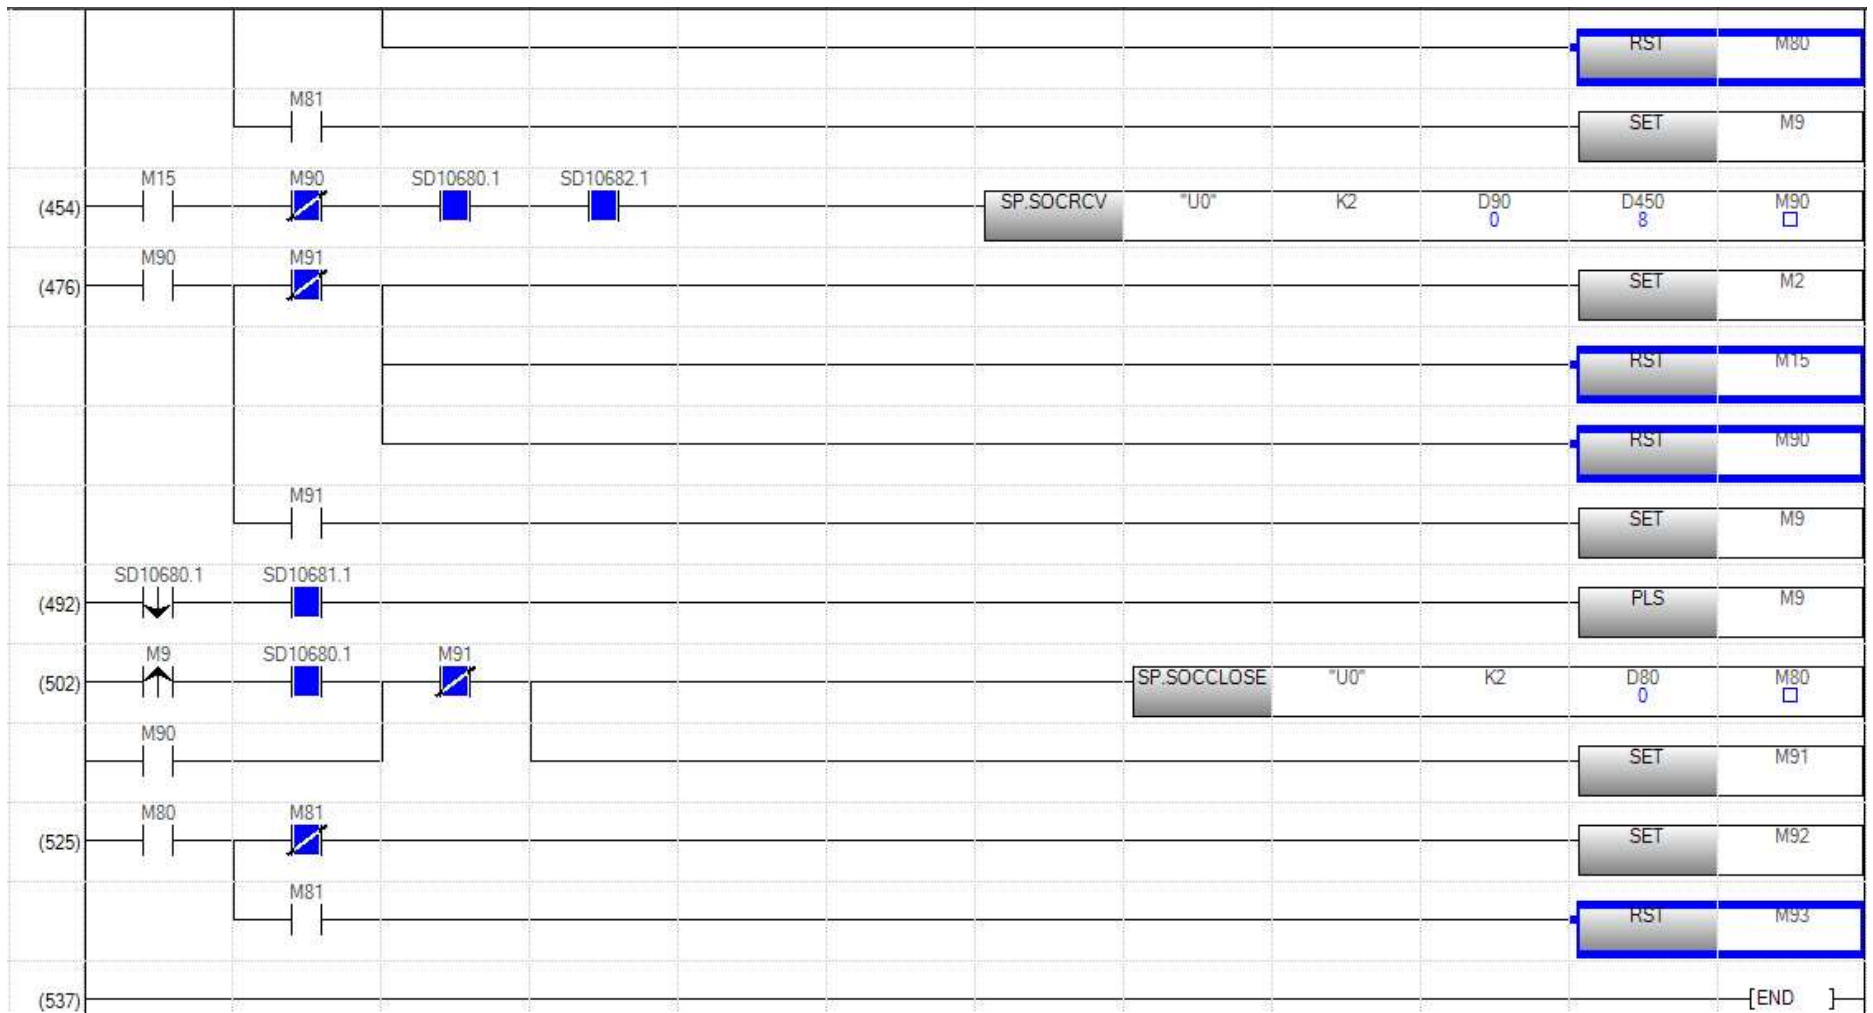 RST M80
M81
SET M9
M15 M90 SD10680.1 SD10682.1
(454) SP.SOCRCV "U0" K2 D90 D450 M90
0 8
M90 M91
(476) SET M2
RST M15
RST M90
M91
SET M9
SD10680.1 SD10681.1
(492) PLS M9
M9 SD10680.1 M91
(502) SP.SOCCLOSE "U0" K2 D80 M80
0
M90
SET M91
M80 M81
(525) SET M92
M81
RST M93
(537) [END ]